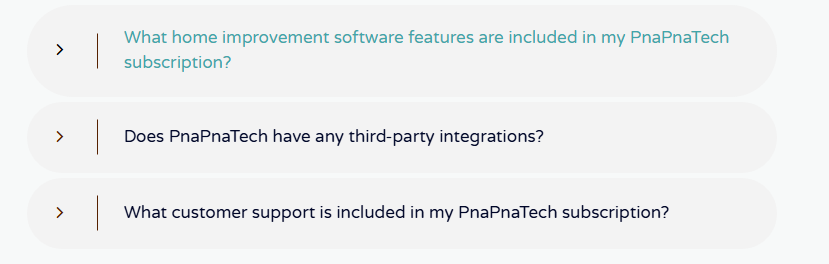 What home improvement software features are included in my PnaPnaTech
subscription?
Does PnaPnaTech have any third-party integrations?
What customer support is included in my PnaPnaTech subscription?